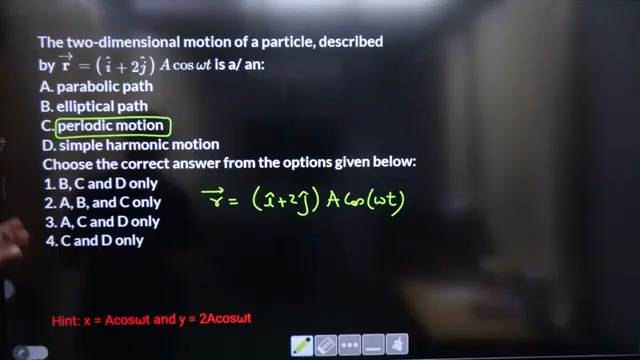 The two-dimensional motion of a particle, described
by r⃗ = (î + 2ĵ) A cos ωt is a/ an:
A. parabolic path
B. elliptical path
C. periodic motion
D. simple harmonic motion
Choose the correct answer from the options given below:
1. B, C and D only
2. A, B, and C only
3. A, C and D only
4. C and D only
r⃗ = (î+2ĵ) A Cos(ωt)
Hint: x = Acosωt and y = 2Acosωt